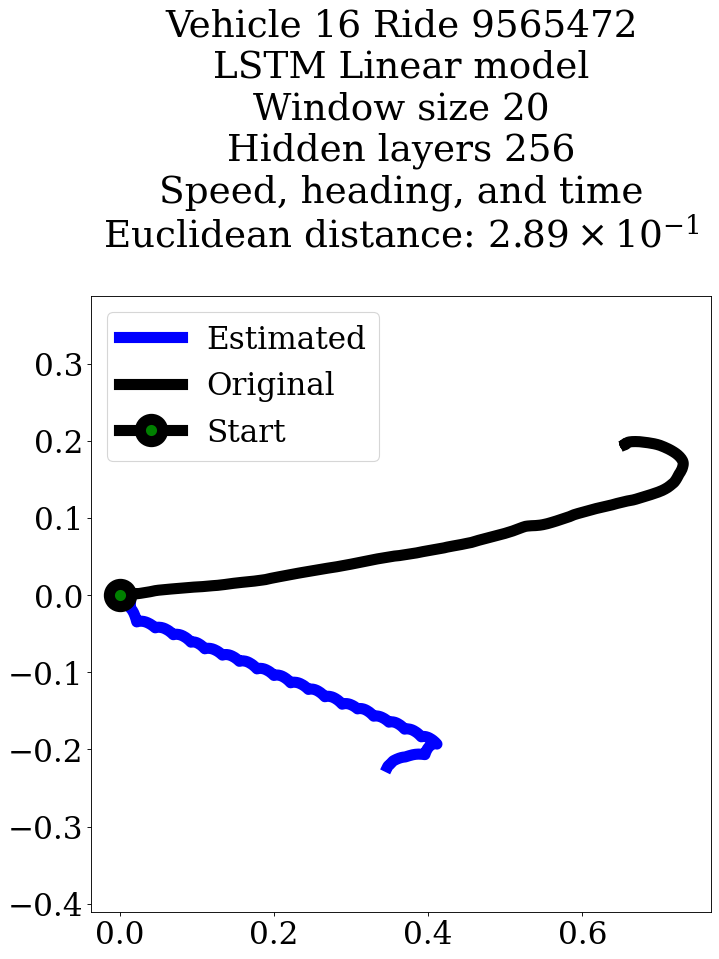 Vehicle 16 Ride 9565472
LSTM Linear model
Window size 20
Hidden layers 256
Speed, heading, and time
Euclidean distance: 2.89 × 10⁻¹
Estimated
Original
Start
0.3
0.2
0.1
0.0
−0.1
−0.2
−0.3
−0.4
0.0 0.2 0.4 0.6